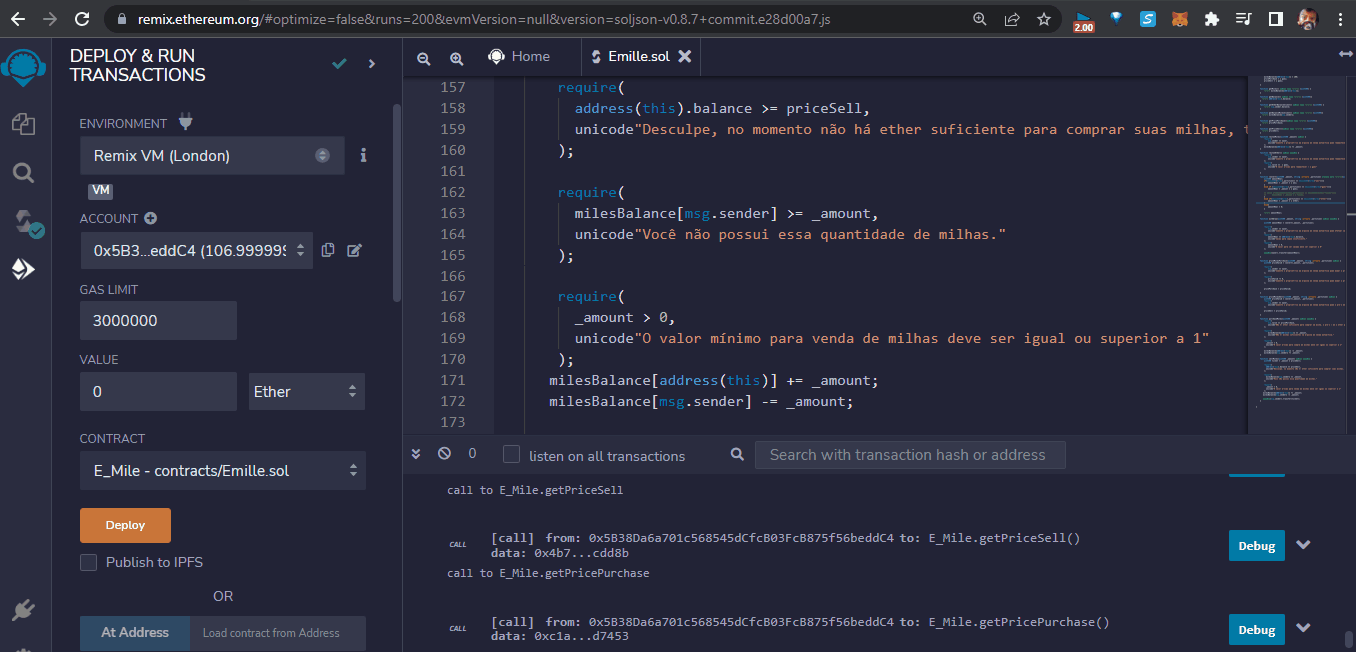 remix.ethereum.org/#optimize=false&runs=200&evmVersion=null&version=soljson-v0.8.7+commit.e28d00a7.js
2.00
DEPLOY & RUN
TRANSACTIONS
ENVIRONMENT
Remix VM (London)
VM
ACCOUNT
0x5B3...eddC4 (106.999999
GAS LIMIT
3000000
VALUE
0
Ether
CONTRACT
E_Mile - contracts/Emille.sol
Deploy
Publish to IPFS
OR
At Address
Load contract from Address
Home
Emille.sol
157 require(
158 address(this).balance >= priceSell,
159 unicode"Desculpe, no momento não há ether suficiente para comprar suas milhas,
160 );
161
162 require(
163 milesBalance[msg.sender] >= _amount,
164 unicode"Você não possui essa quantidade de milhas."
165 );
166
167 require(
168 _amount > 0,
169 unicode"O valor mínimo para venda de milhas deve ser igual ou superior a 1"
170 );
171 milesBalance[address(this)] += _amount;
172 milesBalance[msg.sender] -= _amount;
173
0
listen on all transactions
Search with transaction hash or address
call to E_Mile.getPriceSell
CALL [call] from: 0x5B38Da6a701c568545dCfcB03FcB875f56beddC4 to: E_Mile.getPriceSell()
data: 0x4b7...cdd8b
Debug
call to E_Mile.getPricePurchase
CALL [call] from: 0x5B38Da6a701c568545dCfcB03FcB875f56beddC4 to: E_Mile.getPricePurchase()
data: 0xc1a...d7453
Debug